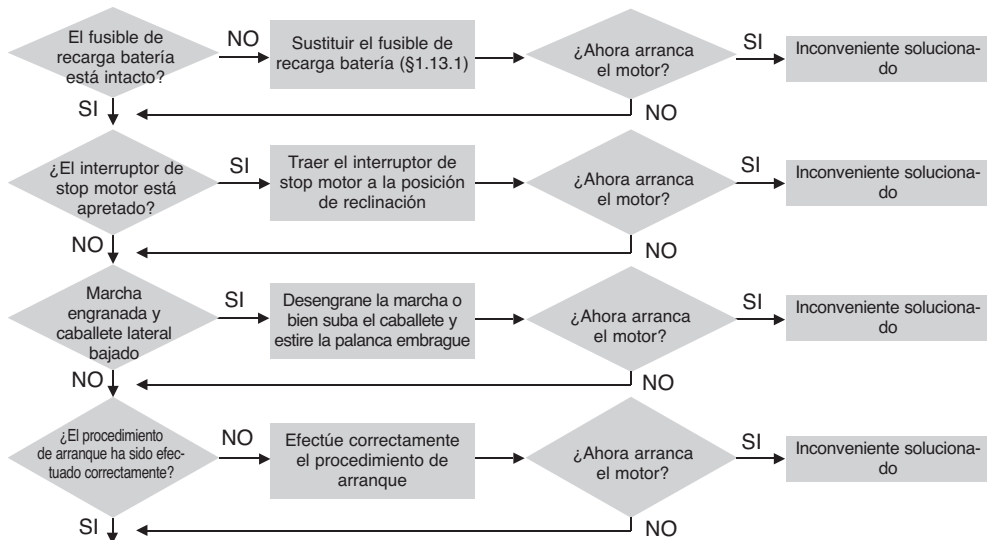 El fusible de
recarga batería
está intacto?
NO
Sustituir el fusible de
recarga batería (§1.13.1)
¿Ahora arranca
el motor?
SI
Inconveniente soluciona-
do
SI
NO
¿El interruptor de
stop motor está
apretado?
SI
Traer el interruptor de
stop motor a la posición
de reclinación
¿Ahora arranca
el motor?
SI
Inconveniente soluciona-
do
NO
NO
Marcha
engranada y
caballete lateral
bajado
SI
Desengrane la marcha o
bien suba el caballete y
estire la palanca embrague
¿Ahora arranca
el motor?
SI
Inconveniente soluciona-
do
NO
NO
¿El procedimiento
de arranque ha sido efec-
tuado correctamente?
NO
Efectúe correctamente
el procedimiento de
arranque
¿Ahora arranca
el motor?
SI
Inconveniente soluciona-
do
SI
NO